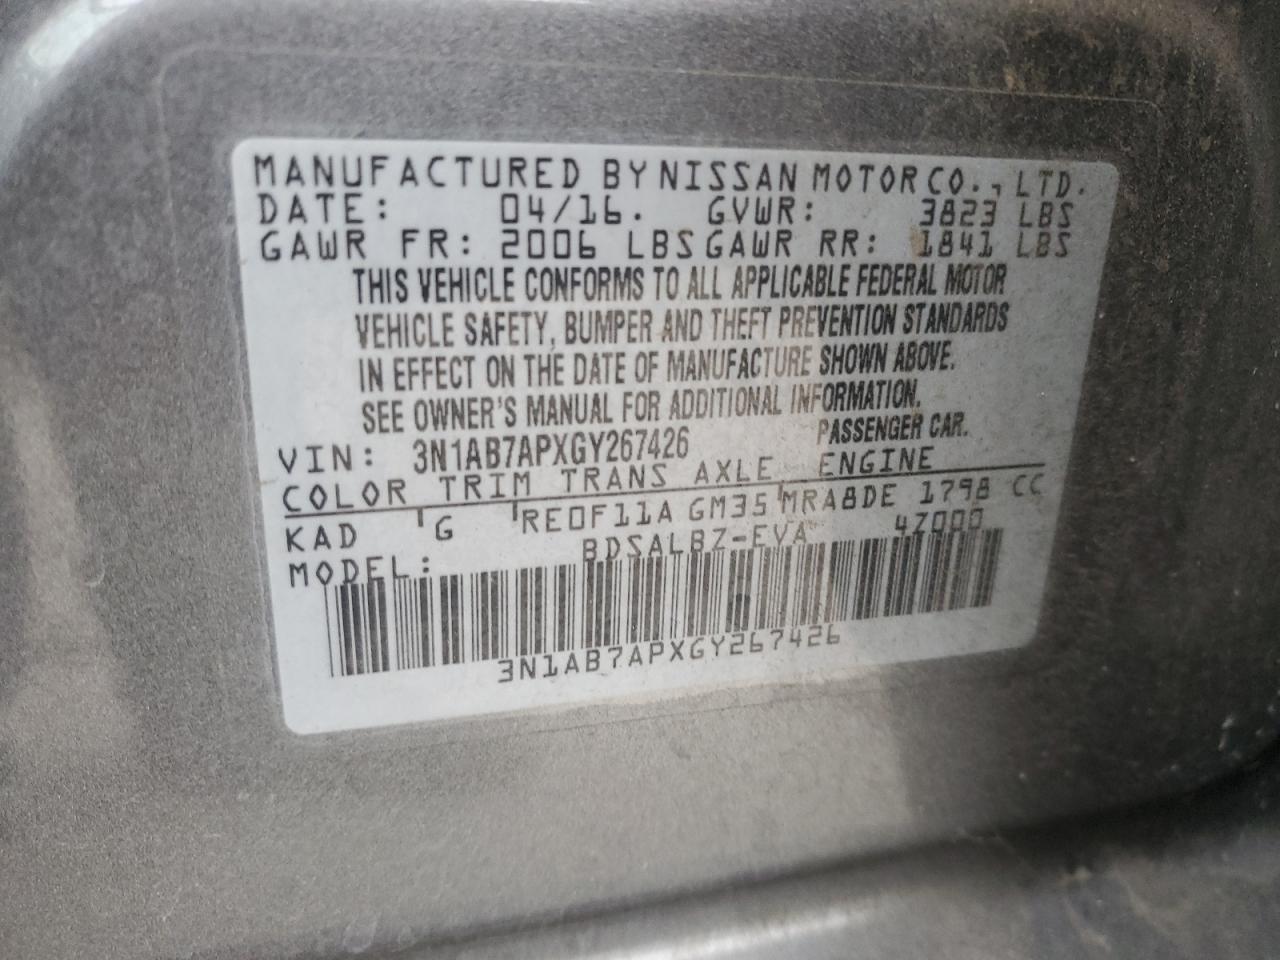 MANUFACTURED BY NISSAN MOTOR CO., LTD.
DATE: 04/16. GVWR: 3823 LBS
GAWR FR: 2006 LBS GAWR RR: 1841 LBS
THIS VEHICLE CONFORMS TO ALL APPLICABLE FEDERAL MOTOR
VEHICLE SAFETY, BUMPER AND THEFT PREVENTION STANDARDS
IN EFFECT ON THE DATE OF MANUFACTURE SHOWN ABOVE.
SEE OWNER'S MANUAL FOR ADDITIONAL INFORMATION.
VIN: 3N1AB7APXGY267426 PASSENGER CAR.
COLOR TRIM TRANS AXLE ENGINE
KAD G RE0F11A GM35 MRA8DE 1798 CC
MODEL: BDSALBZ-EVA 4Z000
3N1AB7APXGY267426